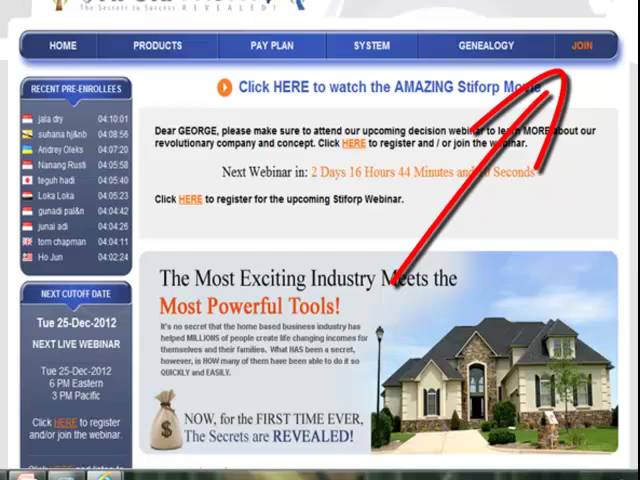 The Secrets to Success REVEALED!
HOME
PRODUCTS
PAY PLAN
SYSTEM
GENEALOGY
JOIN
RECENT PRE-ENROLLEES
jala dry 04:10:01
suhana hj&nb 04:08:56
Andrey Oleks 04:07:20
Nanang Rusti 04:05:58
teguh hadi 04:05:40
Loka Loka 04:05:23
gunadi pal&n 04:04:42
junai adi 04:04:26
tom chapman 04:04:11
Ho Jun 04:02:24
NEXT CUTOFF DATE
Tue 25-Dec-2012
NEXT LIVE WEBINAR
Tue 25-Dec-2012
6 PM Eastern
3 PM Pacific
Click HERE to register
and/or join the webinar.
Click HERE to watch the AMAZING Stiforp Movie
Dear GEORGE, please make sure to attend our upcoming decision webinar to learn MORE about our
revolutionary company and concept. Click HERE to register and / or join the webinar.
Next Webinar in: 2 Days 16 Hours 44 Minutes and Seconds
Click HERE to register for the upcoming Stiforp Webinar.
The Most Exciting Industry Meets the
Most Powerful Tools!
It's no secret that the home based business industry has
helped MILLIONS of people create life changing incomes for
themselves and their families. What HAS been a secret,
however, is HOW many of them have been able to do it so
QUICKLY and EASILY.
$
NOW, for the FIRST TIME EVER,
The Secrets are REVEALED!